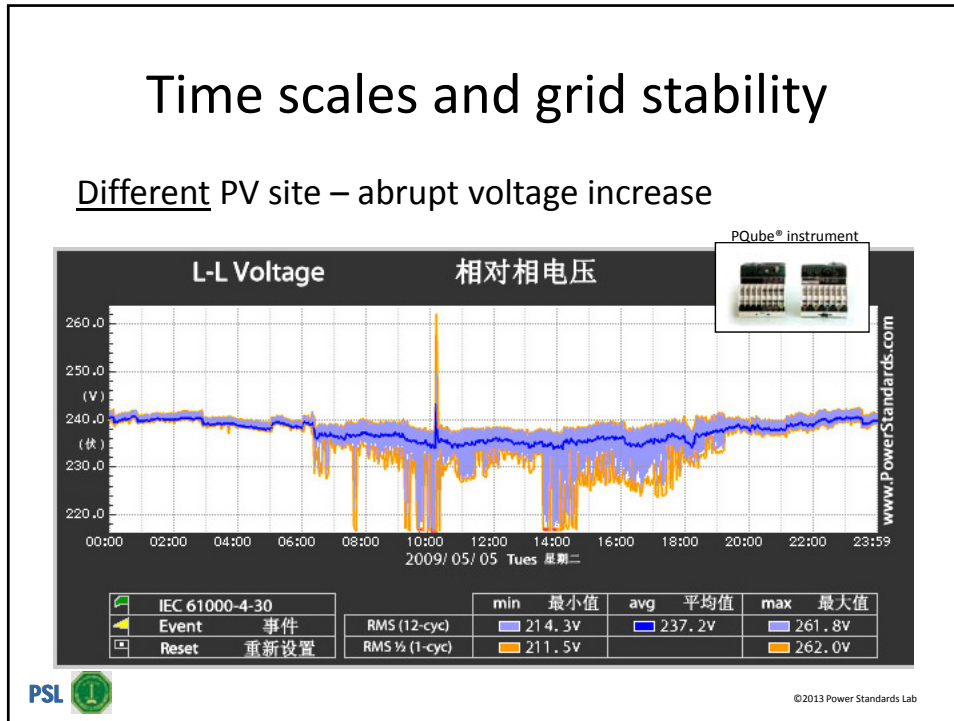 Time scales and grid stability
Different PV site – abrupt voltage increase
PQube® instrument
L-L Voltage 相对相电压
260.0
250.0
(V)
240.0
(伏)
230.0
220.0
00:00 02:00 04:00 06:00 08:00 10:00 12:00 14:00 16:00 18:00 20:00 22:00 23:59
2009/05/05 Tues 星期二
www.PowerStandards.com
IEC 61000-4-30 min 最小值 avg 平均值 max 最大值
Event 事件 RMS (12-cyc) 214.3V 237.2V 261.8V
Reset 重新设置 RMS ½ (1-cyc) 211.5V 262.0V
PSL
©2013 Power Standards Lab